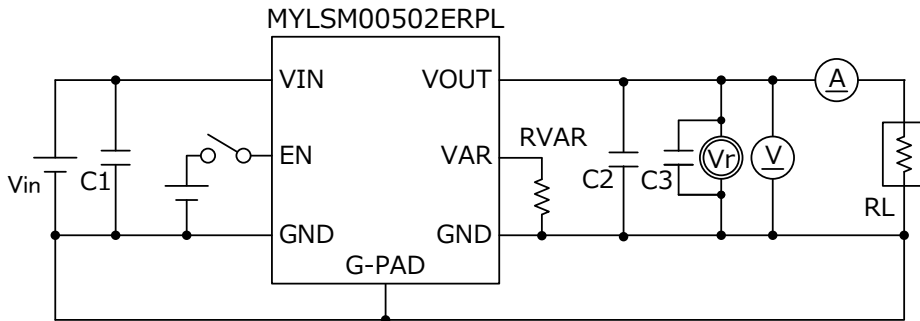 MYLSM00502ERPL
VIN
VOUT
A
RVAR
EN
VAR
Vr
V
Vin
C1
C2
C3
RL
GND
GND
G-PAD